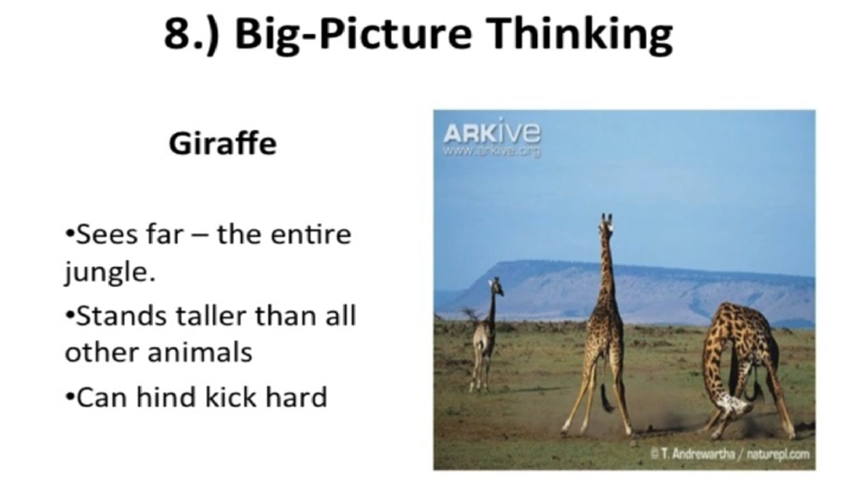 8.) Big-Picture Thinking
Giraffe
•Sees far – the entire
jungle.
•Stands taller than all
other animals
•Can hind kick hard
ARKive
www.arkive.org
© T. Andrewartha / naturepl.com